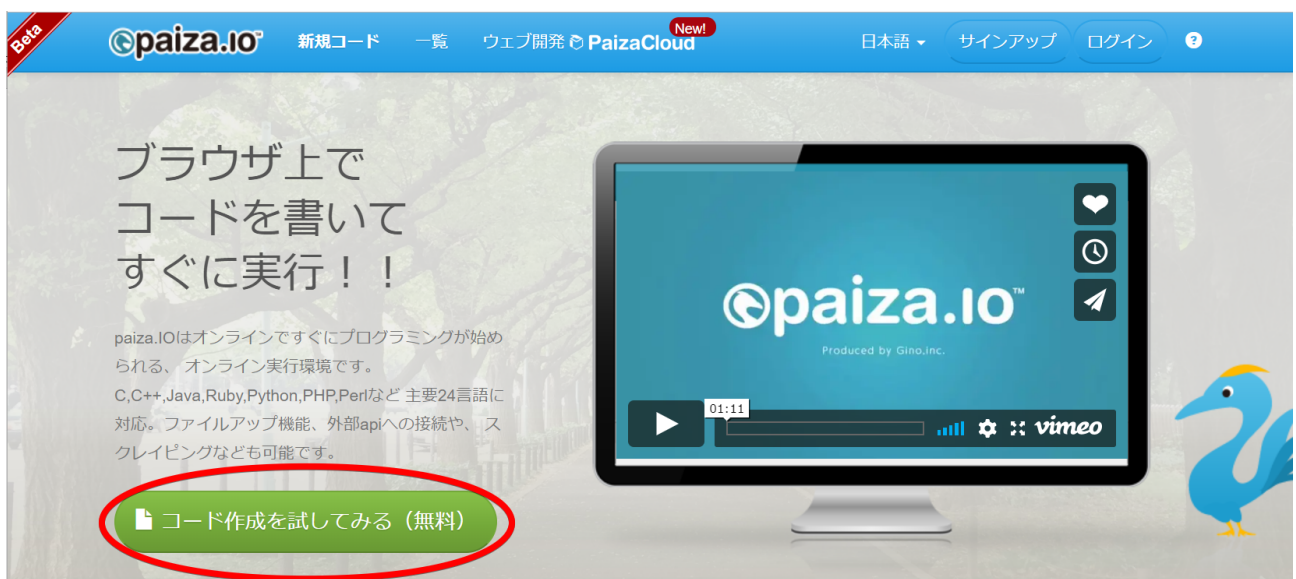 Beta
paiza.IO
新規コード
一覧
ウェブ開発 PaizaCloud
New!
日本語
サインアップ
ログイン
?
ブラウザ上で
コードを書いて
すぐに実行！！
paiza.IOはオンラインですぐにプログラミングが始め
られる、 オンライン実行環境です。
C,C++,Java,Ruby,Python,PHP,Perlなど 主要24言語に
対応。ファイルアップ機能、外部apiへの接続や、 ス
クレイピングなども可能です。
コード作成を試してみる（無料）
paiza.IO™
Produced by Gino,inc.
01:11
vimeo